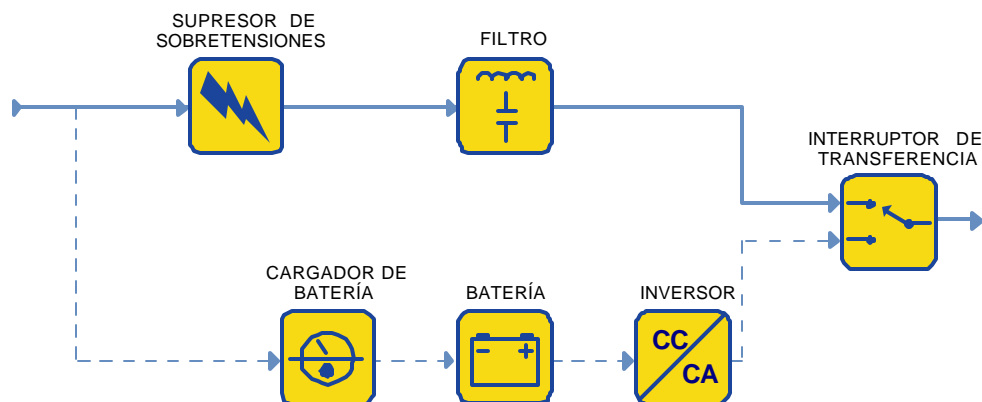 SUPRESOR DE
SOBRETENSIONES
FILTRO
INTERRUPTOR DE
TRANSFERENCIA
CARGADOR DE
BATERÍA
BATERÍA
INVERSOR
CC
CA